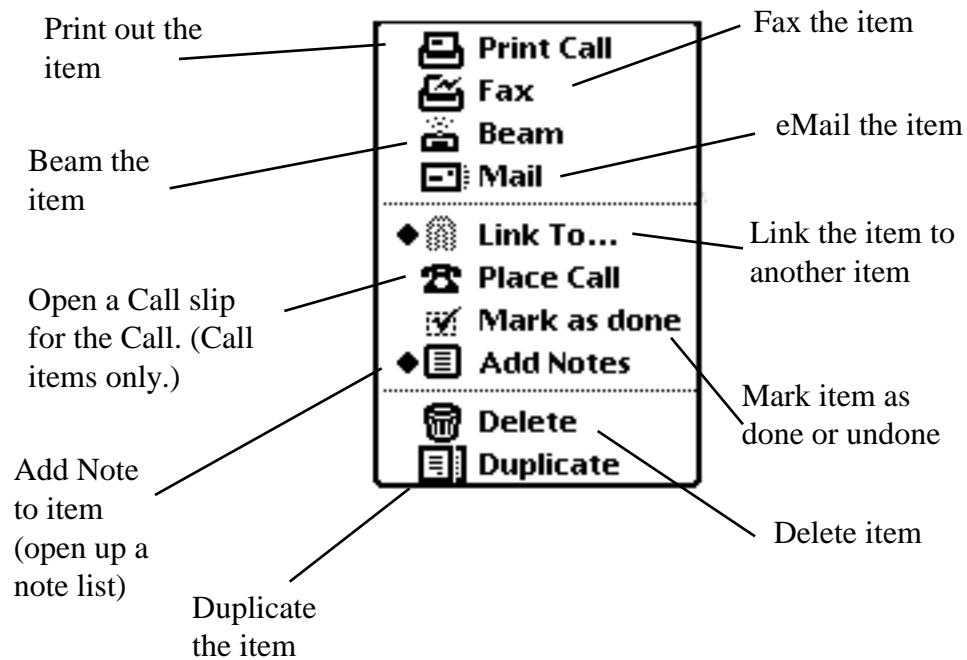 Print out the
item
Beam the
item
Open a Call slip
for the Call. (Call
items only.)
Add Note
to item
(open up a
note list)
Duplicate
the item
Print Call
Fax
Beam
Mail
Link To...
Place Call
Mark as done
Add Notes
Delete
Duplicate
Fax the item
eMail the item
Link the item to
another item
Mark item as
done or undone
Delete item